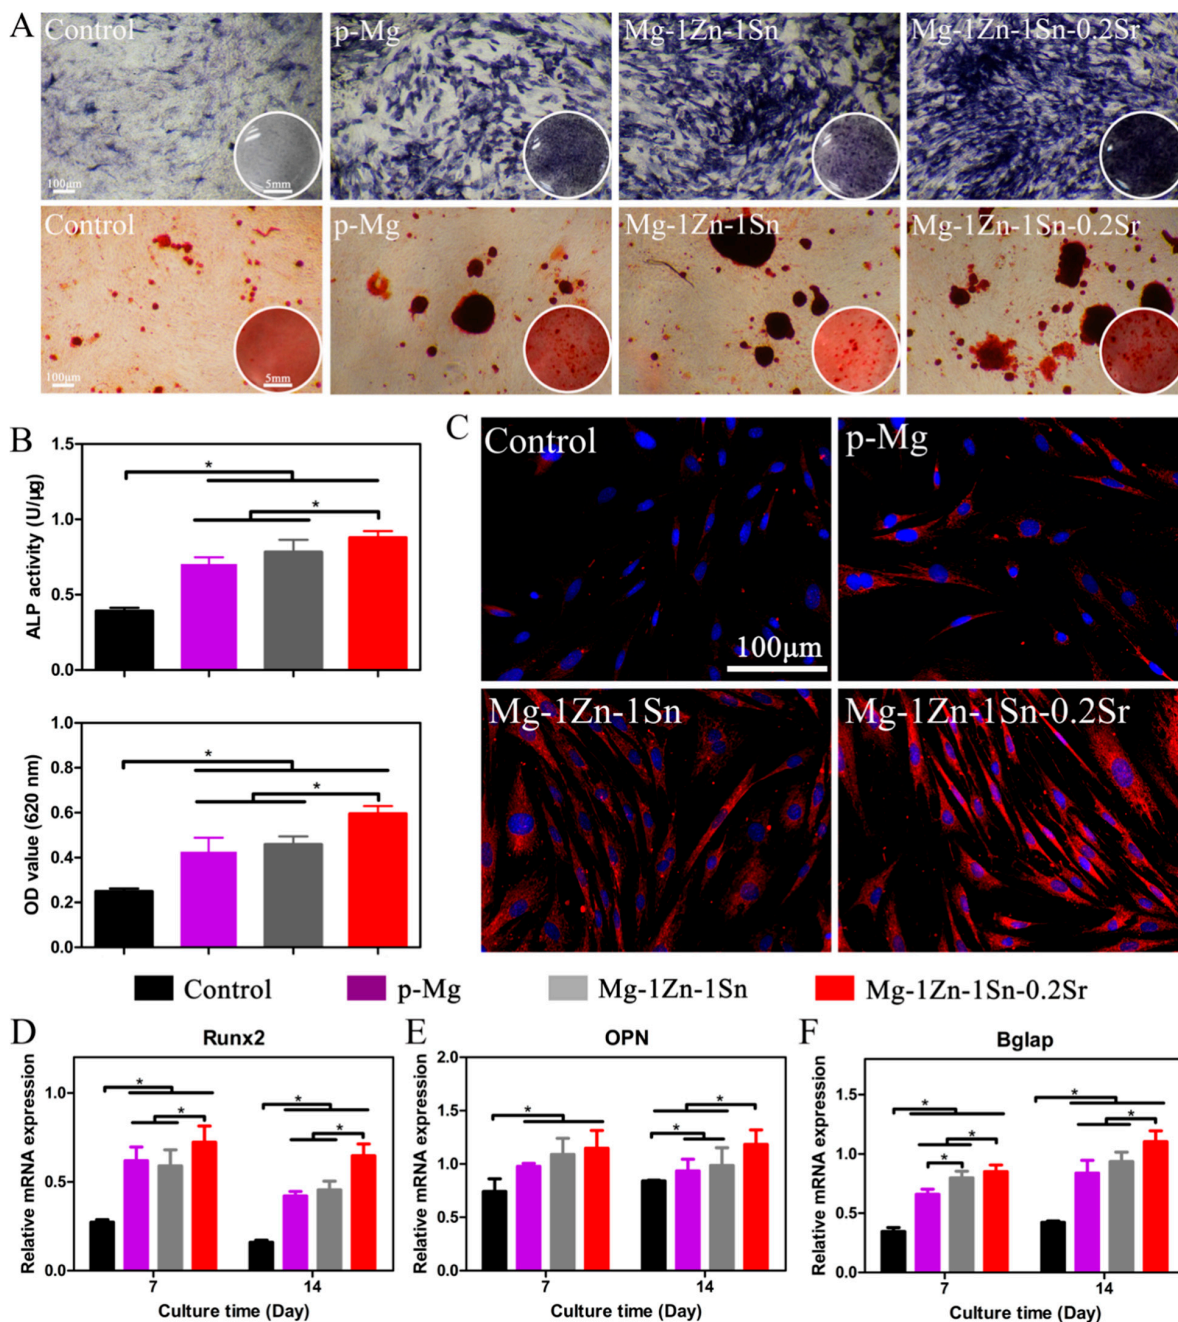 A
Control
p-Mg
Mg-1Zn-1Sn
Mg-1Zn-1Sn-0.2Sr
100μm
5mm
Control
p-Mg
Mg-1Zn-1Sn
Mg-1Zn-1Sn-0.2Sr
100μm
5mm
B
ALP activity (U/μg)
1.5
1.0
0.5
0.0
*
*
OD value (620 nm)
1.0
0.8
0.6
0.4
0.2
0.0
*
*
C
Control
p-Mg
100μm
Mg-1Zn-1Sn
Mg-1Zn-1Sn-0.2Sr
Control
p-Mg
Mg-1Zn-1Sn
Mg-1Zn-1Sn-0.2Sr
D
Runx2
Relative mRNA expression
1.0
0.5
0.0
*
*
*
*
7
14
Culture time (Day)
E
OPN
Relative mRNA expression
2.0
1.5
1.0
0.5
0.0
*
*
*
7
14
Culture time (Day)
F
Bglap
Relative mRNA expression
1.5
1.0
0.5
0.0
*
*
*
*
*
7
14
Culture time (Day)